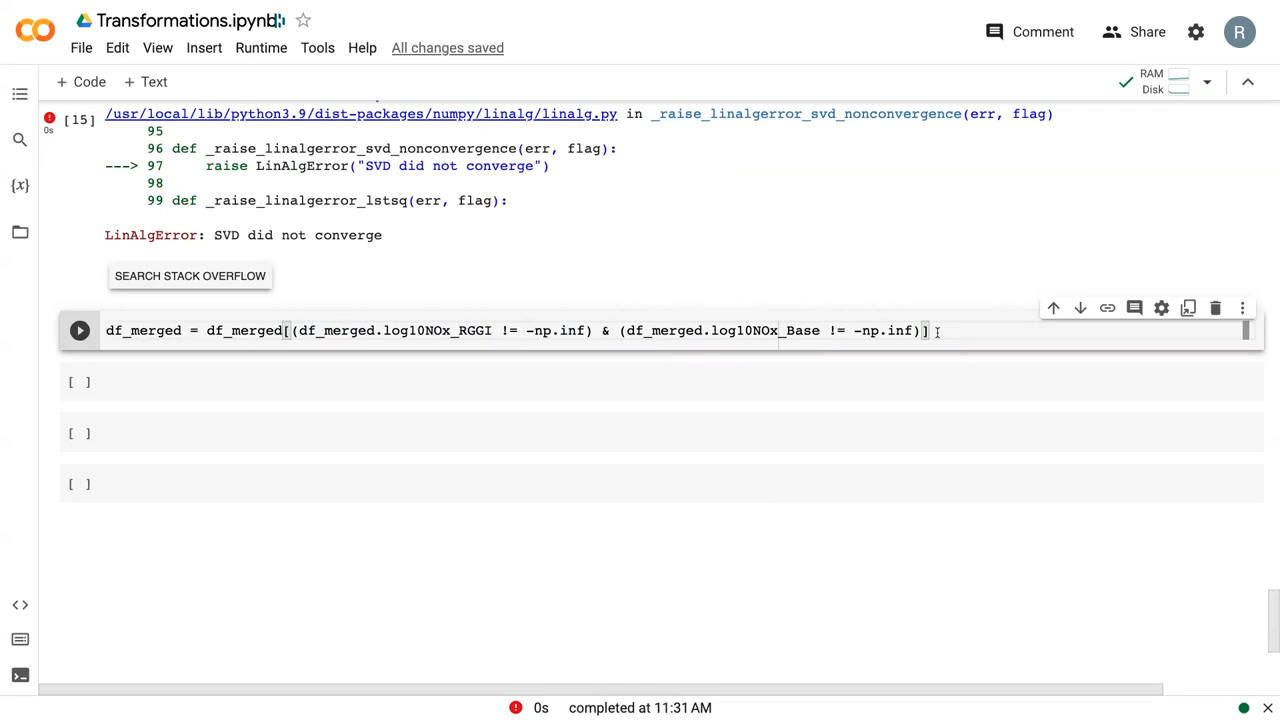 Transformations.ipynb
File Edit View Insert Runtime Tools Help All changes saved
Comment Share R
+ Code + Text
RAM
Disk
[15] /usr/local/lib/python3.9/dist-packages/numpy/linalg/linalg.py in _raise_linalgerror_svd_nonconvergence(err, flag)
0s
95
96 def _raise_linalgerror_svd_nonconvergence(err, flag):
---> 97 raise LinAlgError("SVD did not converge")
98
99 def _raise_linalgerror_lstsq(err, flag):
LinAlgError: SVD did not converge
SEARCH STACK OVERFLOW
df_merged = df_merged[(df_merged.log10NOx_RGGI != -np.inf) & (df_merged.log10NOx_Base != -np.inf)]
[ ]
[ ]
[ ]
0s completed at 11:31 AM